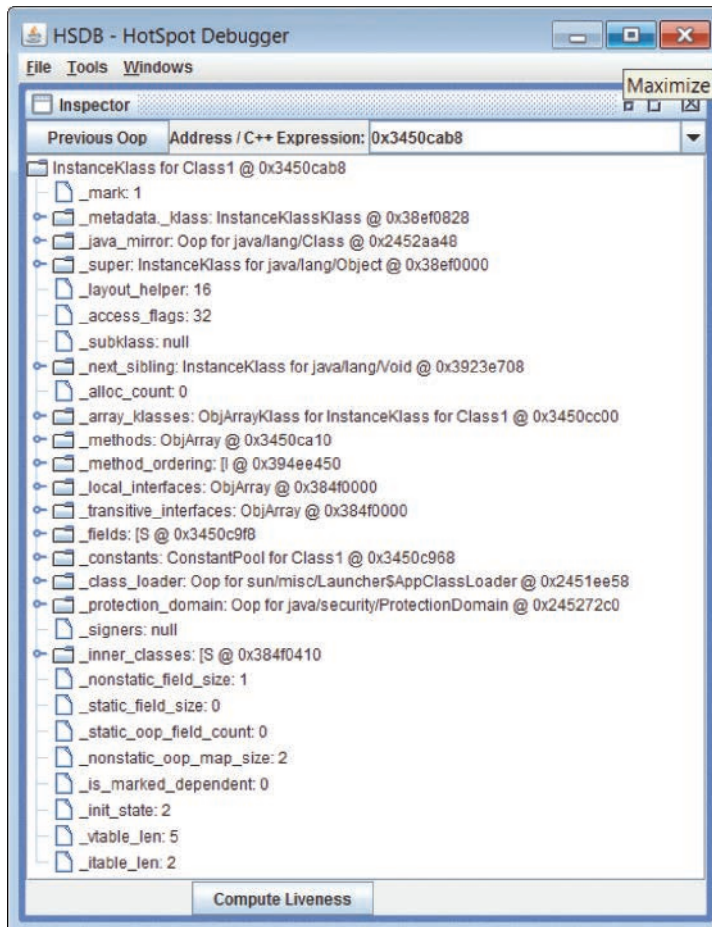 HSDB - HotSpot Debugger
File Tools Windows
Maximize
Inspector
Previous Oop Address / C++ Expression: 0x3450cab8
InstanceKlass for Class1 @ 0x3450cab8
_mark: 1
_metadata._klass: InstanceKlassKlass @ 0x38ef0828
_java_mirror: Oop for java/lang/Class @ 0x2452aa48
_super: InstanceKlass for java/lang/Object @ 0x38ef0000
_layout_helper: 16
_access_flags: 32
_subklass: null
_next_sibling: InstanceKlass for java/lang/Void @ 0x3923e708
_alloc_count: 0
_array_klasses: ObjArrayKlass for InstanceKlass for Class1 @ 0x3450cc00
_methods: ObjArray @ 0x3450ca10
_method_ordering: [I @ 0x394ee450
_local_interfaces: ObjArray @ 0x384f0000
_transitive_interfaces: ObjArray @ 0x384f0000
_fields: [S @ 0x3450c9f8
_constants: ConstantPool for Class1 @ 0x3450c968
_class_loader: Oop for sun/misc/Launcher$AppClassLoader @ 0x2451ee58
_protection_domain: Oop for java/security/ProtectionDomain @ 0x245272c0
_signers: null
_inner_classes: [S @ 0x384f0410
_nonstatic_field_size: 1
_static_field_size: 0
_static_oop_field_count: 0
_nonstatic_oop_map_size: 2
_is_marked_dependent: 0
_init_state: 2
_vtable_len: 5
_itable_len: 2
Compute Liveness